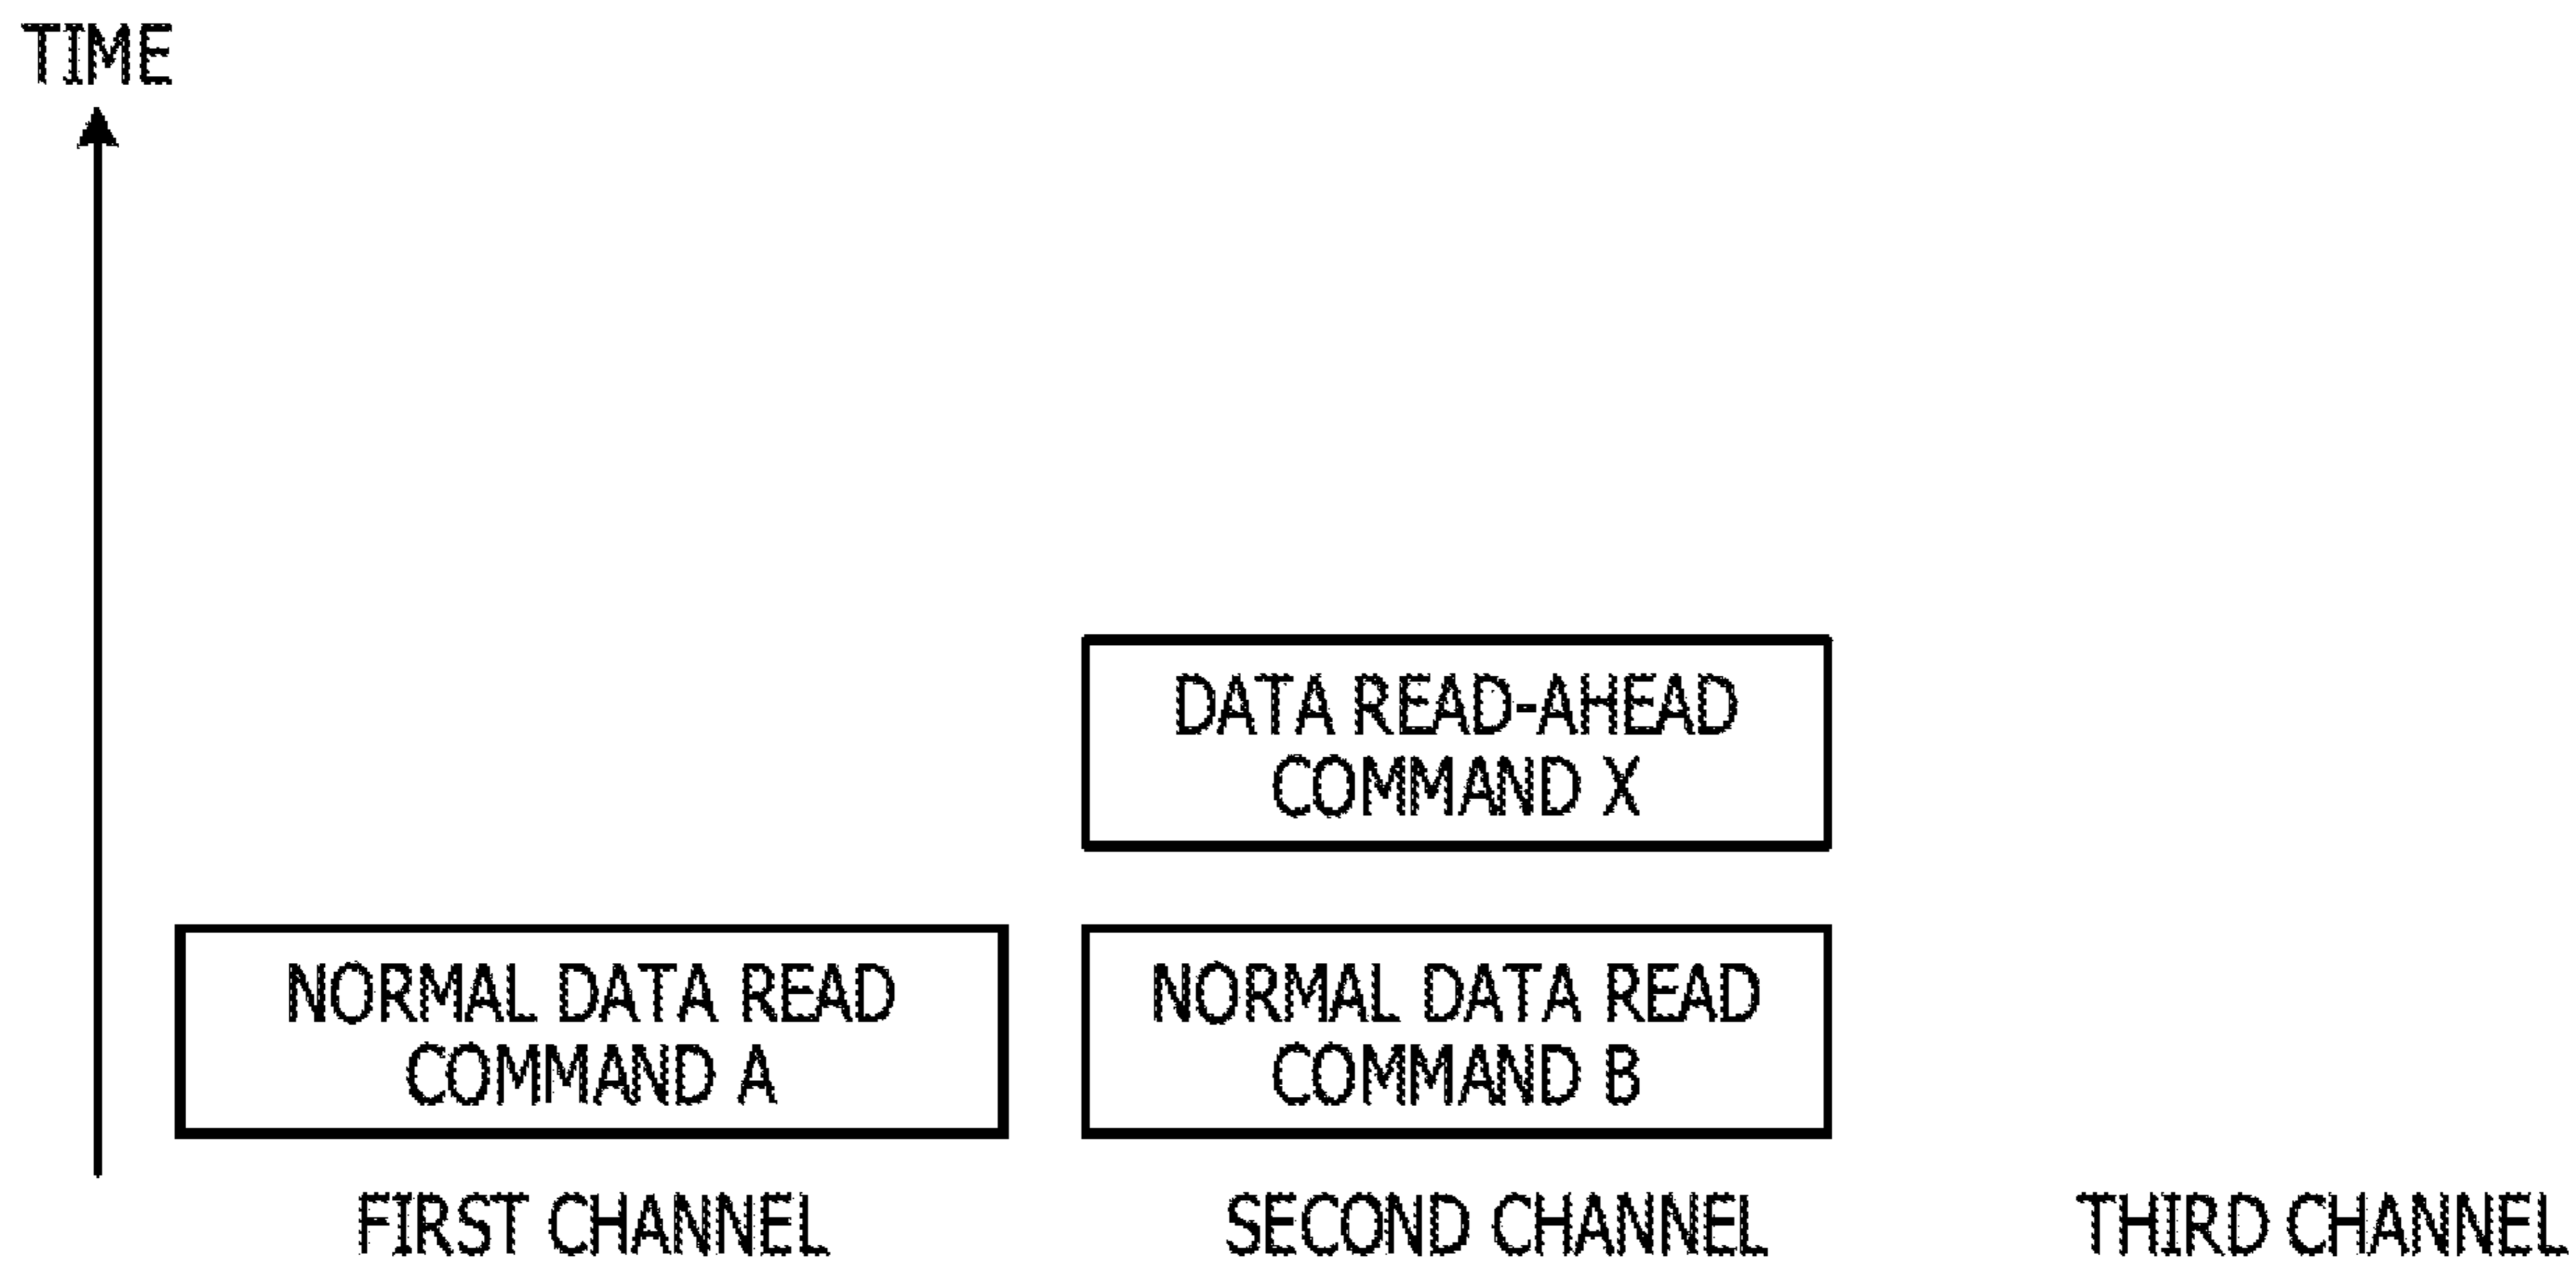 TIME
DATA READ-AHEAD
COMMAND X
NORMAL DATA READ
COMMAND A
NORMAL DATA READ
COMMAND B
FIRST CHANNEL
SECOND CHANNEL
THIRD CHANNEL